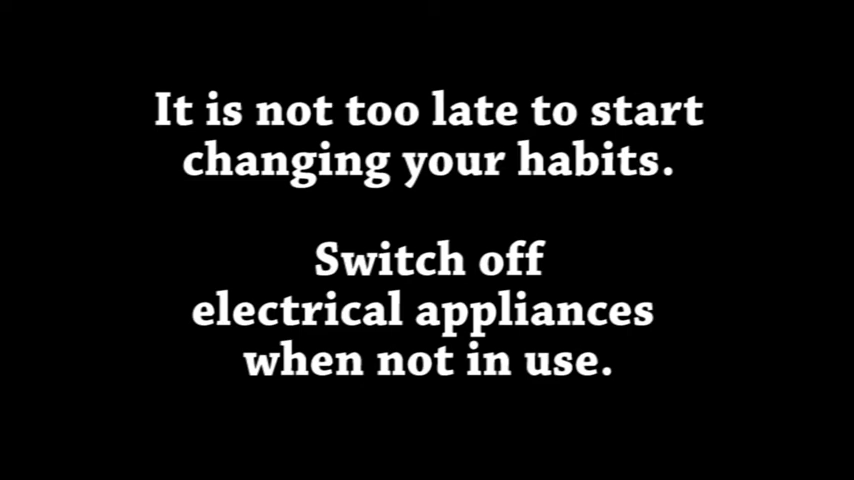 It is not too late to start
changing your habits.
Switch off
electrical appliances
when not in use.